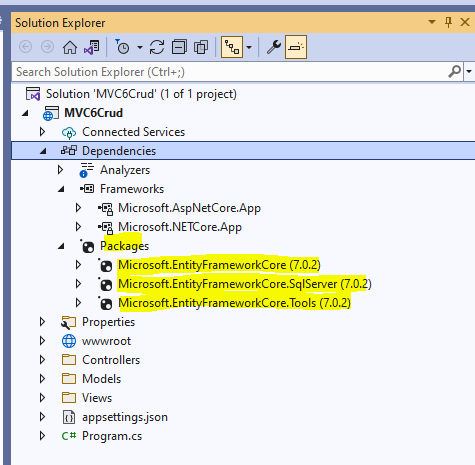 Solution Explorer
Search Solution Explorer (Ctrl+;)
Solution 'MVC6Crud' (1 of 1 project)
MVC6Crud
Connected Services
Dependencies
Analyzers
Frameworks
Microsoft.AspNetCore.App
Microsoft.NETCore.App
Packages
Microsoft.EntityFrameworkCore (7.0.2)
Microsoft.EntityFrameworkCore.SqlServer (7.0.2)
Microsoft.EntityFrameworkCore.Tools (7.0.2)
Properties
wwwroot
Controllers
Models
Views
appsettings.json
C# Program.cs